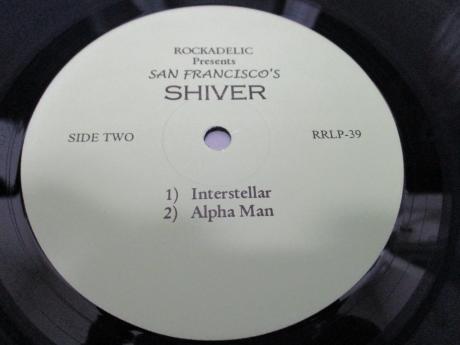 ROCKADELIC
Presents
SAN FRANCISCO'S
SHIVER
SIDE TWO
RRLP-39
1) Interstellar
2) Alpha Man